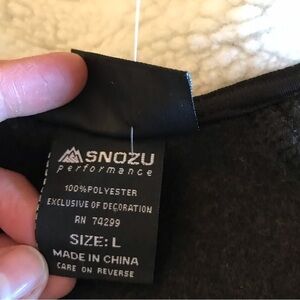 SNOZU
performance
100%POLYESTER
EXCLUSIVE OF DECORATION
RN 74299
SIZE: L
MADE IN CHINA
CARE ON REVERSE